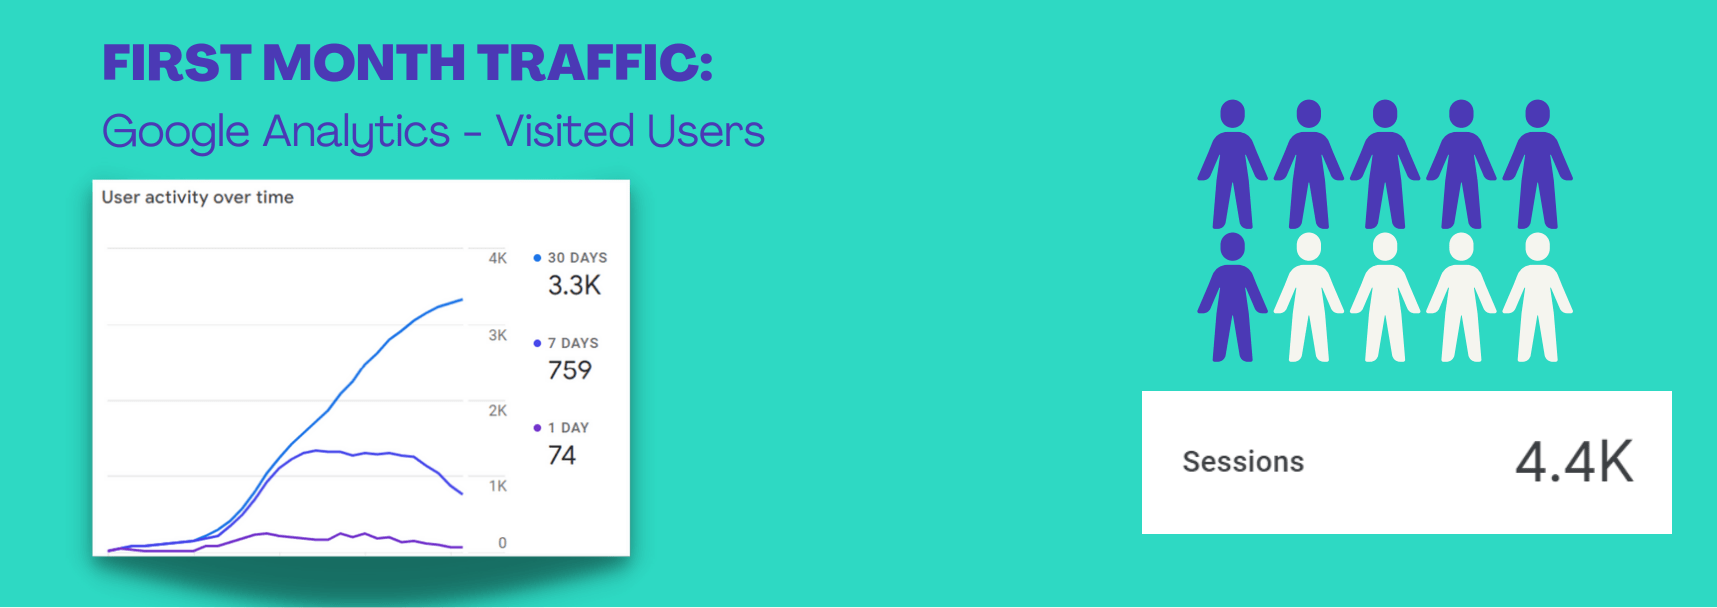 FIRST MONTH TRAFFIC:
Google Analytics - Visited Users
User activity over time
4K
3K
2K
1K
0
30 DAYS
3.3K
7 DAYS
759
1 DAY
74
Sessions
4.4K